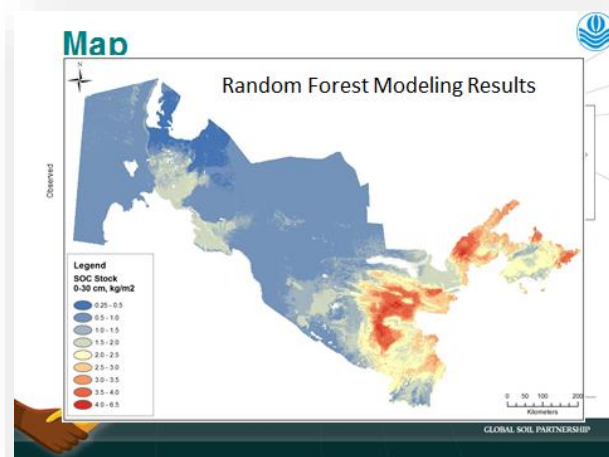 Map
N
Random Forest Modeling Results
Observed
Legend
SOC Stock
0-30 cm, kg/m2
0.25 - 0.5
0.5 - 1.0
1.0 - 1.5
1.5 - 2.0
2.0 - 2.5
2.5 - 3.0
3.0 - 3.5
3.5 - 4.0
4.0 - 6.5
0 50 100 200
Kilometers
GLOBAL SOIL PARTNERSHIP